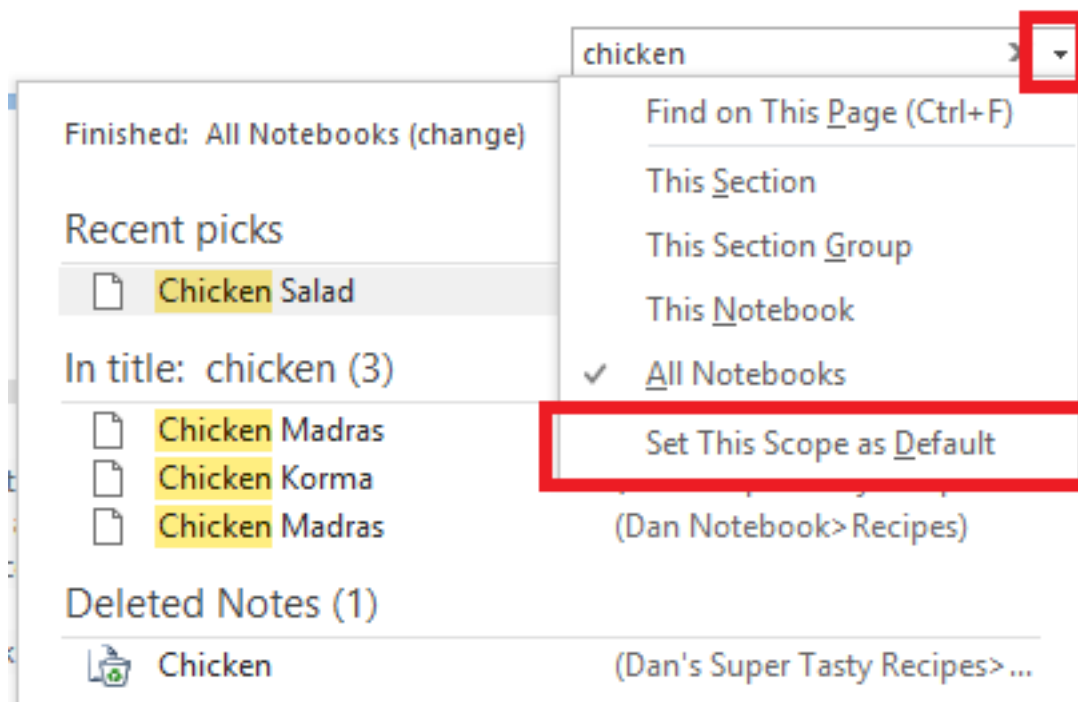 chicken
Find on This Page (Ctrl+F)
This Section
This Section Group
This Notebook
All Notebooks
Set This Scope as Default
Finished: All Notebooks (change)
Recent picks
Chicken Salad
In title: chicken (3)
Chicken Madras
Chicken Korma
Chicken Madras (Dan Notebook>Recipes)
Deleted Notes (1)
Chicken (Dan's Super Tasty Recipes>...